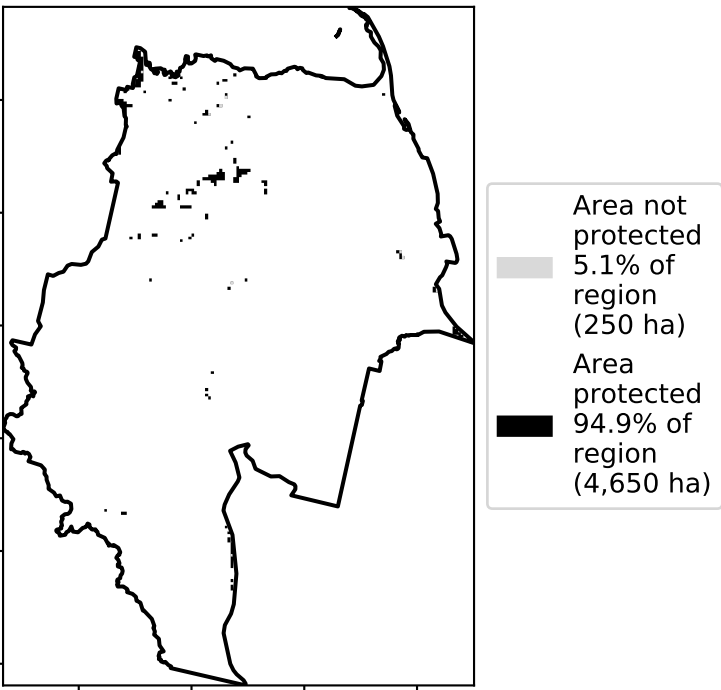 Area not
protected
5.1% of
region
(250 ha)
Area
protected
94.9% of
region
(4,650 ha)